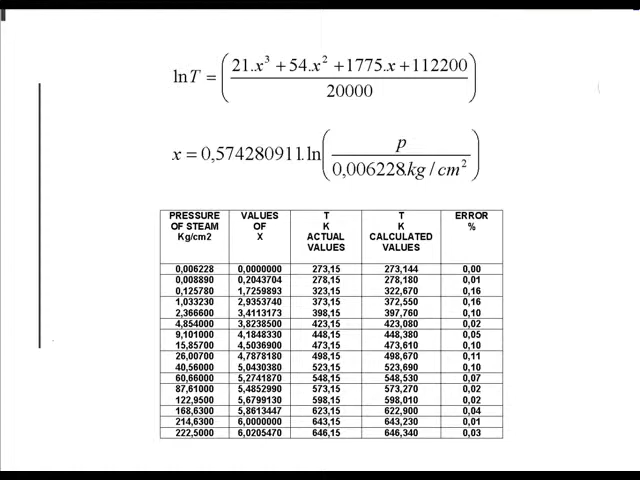 ln T = ( 21.x³ + 54.x² + 1775.x + 112200 / 20000 )
x = 0,574280911.ln( p / 0,006228.kg / cm² )
PRESSURE OF STEAM Kg/cm2 | VALUES OF X | T K ACTUAL VALUES | T K CALCULATED VALUES | ERROR %
0,006228 0,0000000 273,15 273,144 0,00
0,008890 0,2043704 278,15 278,180 0,01
0,125780 1,7259893 323,15 322,670 0,16
1,033230 2,9353740 373,15 372,550 0,16
2,366600 3,4113173 398,15 397,760 0,10
4,854000 3,8238500 423,15 423,080 0,02
9,101000 4,1848330 448,15 448,380 0,05
15,85700 4,5036900 473,15 473,610 0,10
26,00700 4,7878180 498,15 498,670 0,11
40,56000 5,0430380 523,15 523,690 0,10
60,66000 5,2741870 548,15 548,530 0,07
87,61000 5,4852990 573,15 573,270 0,02
122,9500 5,6799130 598,15 598,010 0,02
168,6300 5,8613447 623,15 622,900 0,04
214,6300 6,0000000 643,15 643,230 0,01
222,5000 6,0205470 646,15 646,340 0,03